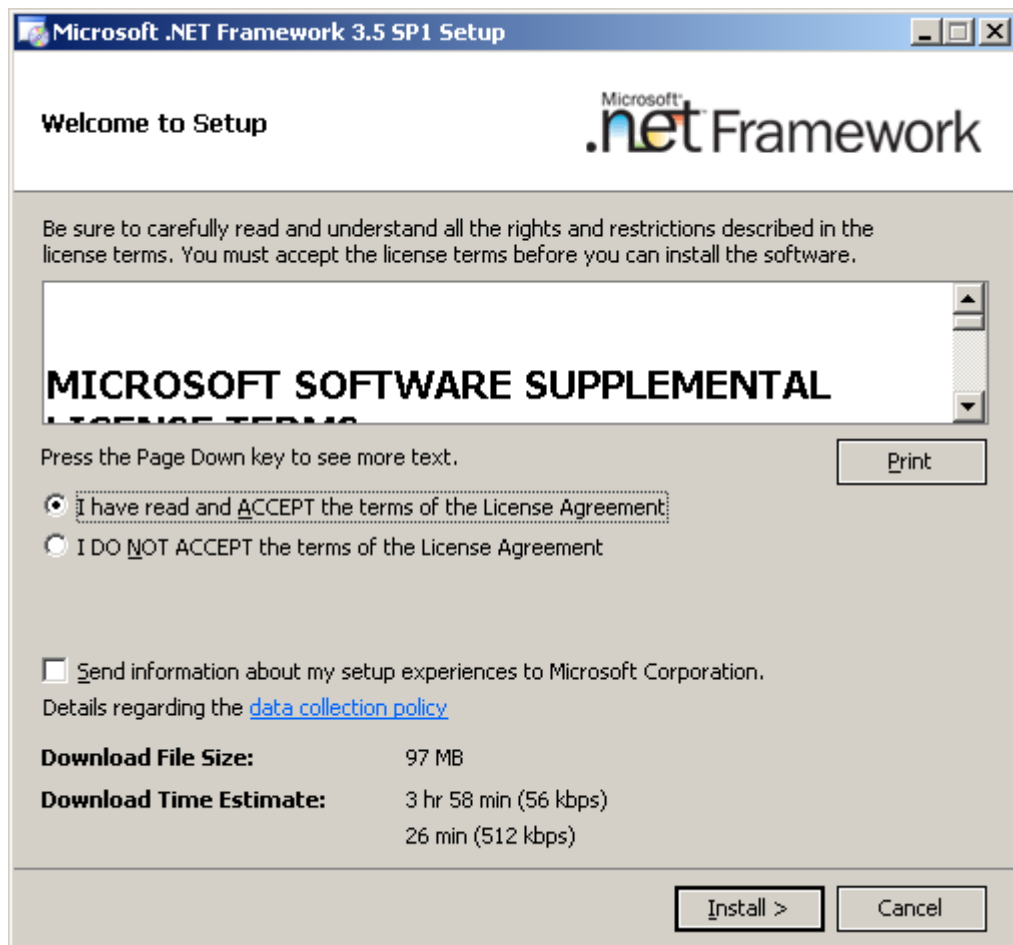 Microsoft .NET Framework 3.5 SP1 Setup
Welcome to Setup
Microsoft
.net Framework
Be sure to carefully read and understand all the rights and restrictions described in the
license terms. You must accept the license terms before you can install the software.
MICROSOFT SOFTWARE SUPPLEMENTAL
LICENSE TERMS
Press the Page Down key to see more text.
Print
I have read and ACCEPT the terms of the License Agreement
I DO NOT ACCEPT the terms of the License Agreement
Send information about my setup experiences to Microsoft Corporation.
Details regarding the data collection policy
Download File Size: 97 MB
Download Time Estimate: 3 hr 58 min (56 kbps)
26 min (512 kbps)
Install > Cancel